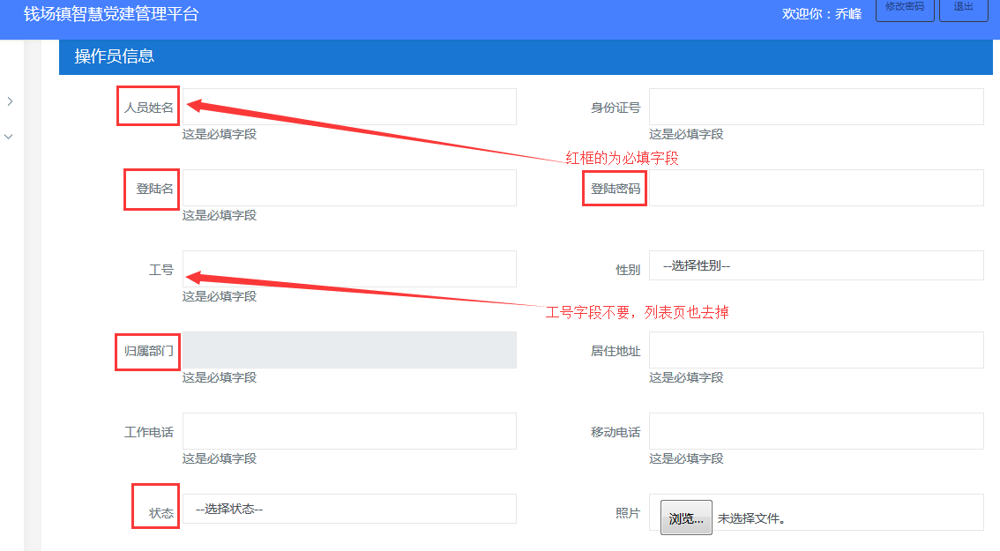 钱场镇智慧党建管理平台
欢迎你：乔峰 修改密码 退出
操作员信息
人员姓名 身份证号
这是必填字段 这是必填字段
红框的为必填字段
登陆名 登陆密码
这是必填字段
工号 性别 --选择性别--
这是必填字段
工号字段不要，列表页也去掉
归属部门 居住地址
这是必填字段 这是必填字段
工作电话 移动电话
这是必填字段 这是必填字段
状态 --选择状态-- 照片 浏览... 未选择文件。